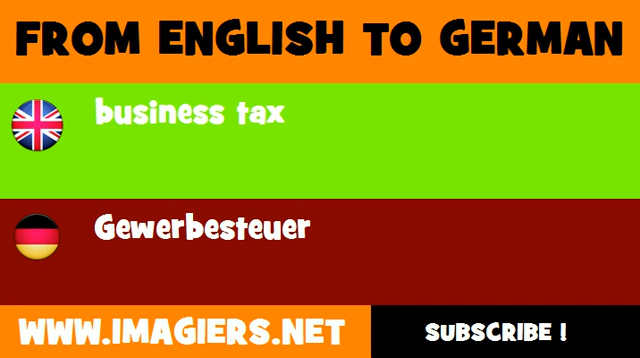 FROM ENGLISH TO GERMAN
business tax
Gewerbesteuer
WWW.IMAGIERS.NET
SUBSCRIBE !